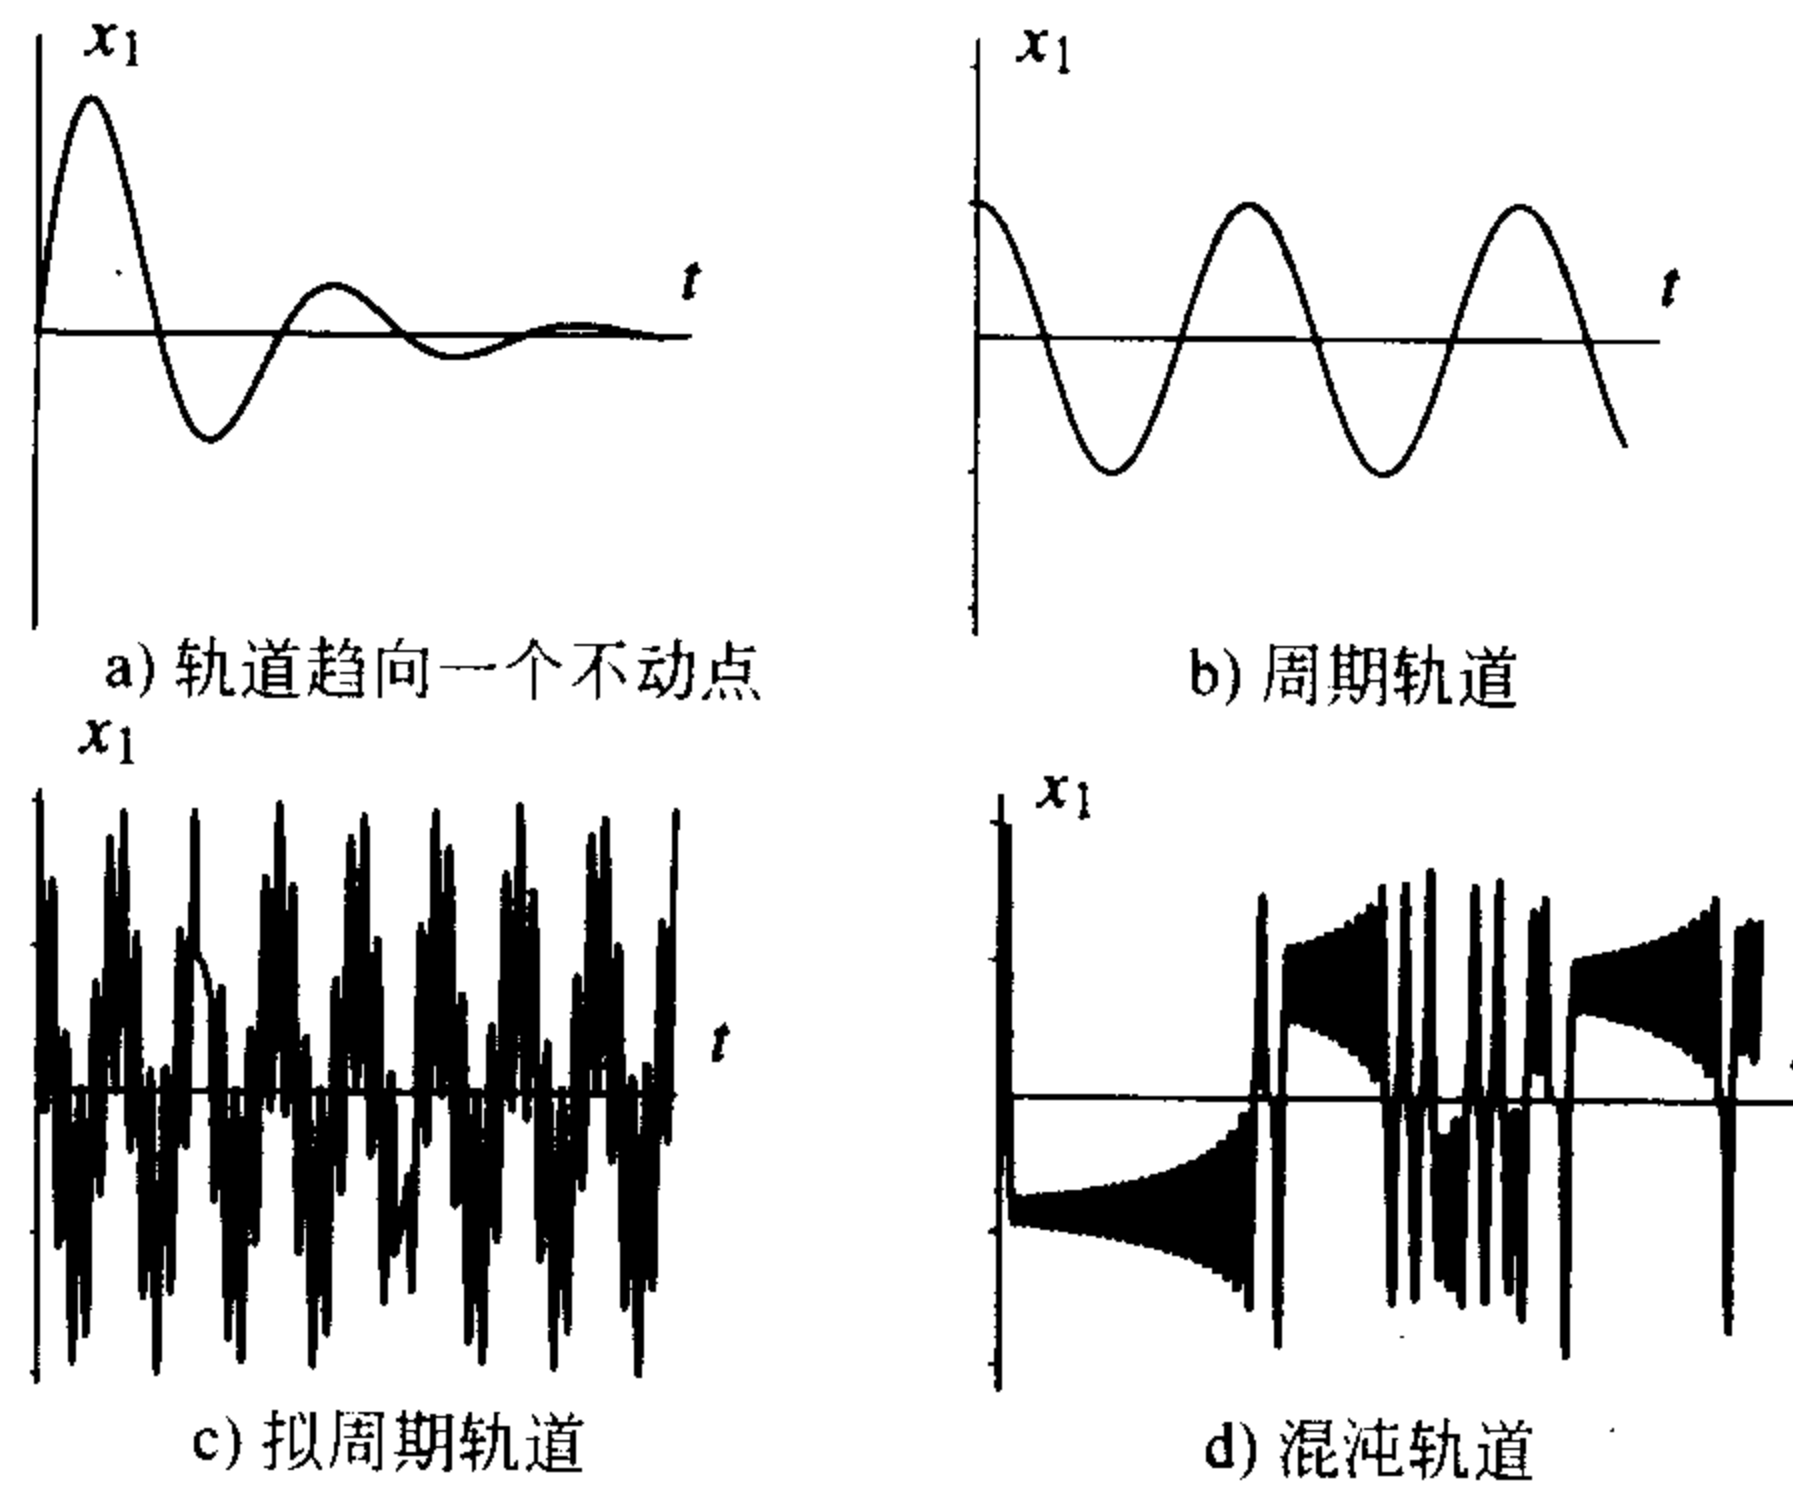 x₁
x₁
t
t
a) 轨道趋向一个不动点
b) 周期轨道
x₁
x₁
t
c) 拟周期轨道
d) 混沌轨道